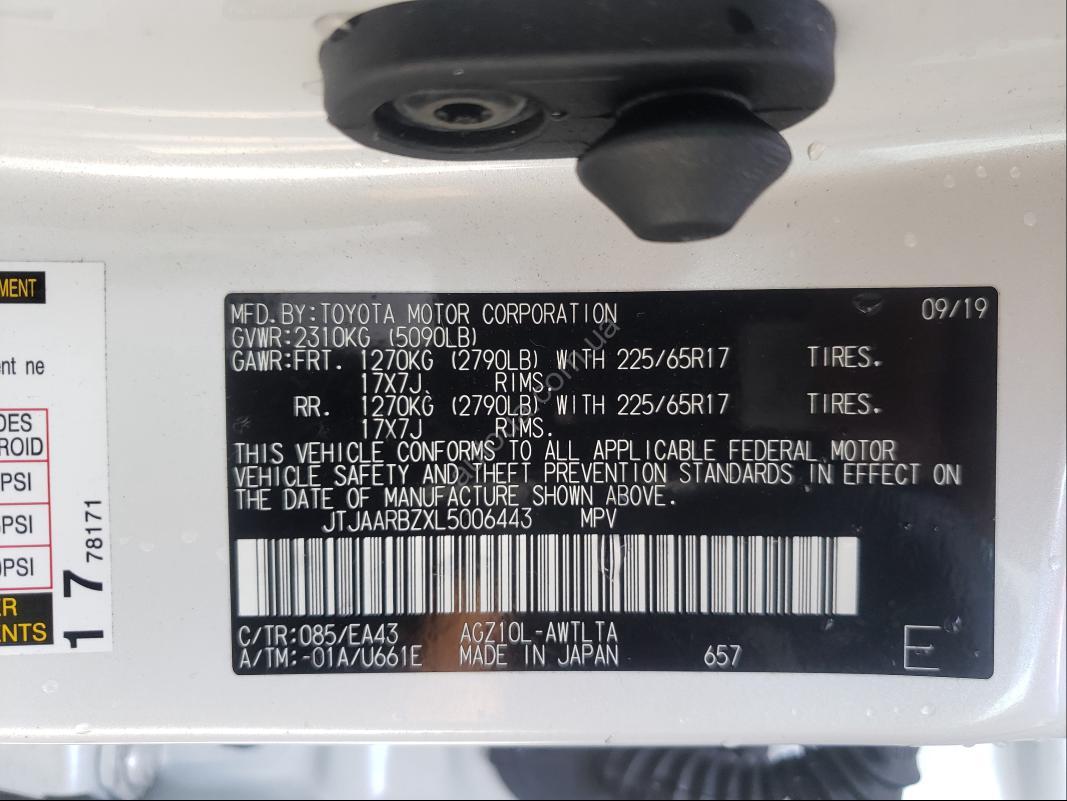 MFD.BY:TOYOTA MOTOR CORPORATION 09/19
GVWR:2310KG (5090LB)
GAWR:FRT. 1270KG (2790LB) WITH 225/65R17 TIRES.
17X7J. RIMS.
RR. 1270KG (2790LB) WITH 225/65R17 TIRES.
17X7J RIMS.
THIS VEHICLE CONFORMS TO ALL APPLICABLE FEDERAL MOTOR
VEHICLE SAFETY AND THEFT PREVENTION STANDARDS IN EFFECT ON
THE DATE OF MANUFACTURE SHOWN ABOVE.
JTJAARBZXL5006443 MPV
C/TR:085/EA43 AGZ10L-AWTLTA
A/TM:-01A/U661E MADE IN JAPAN 657 E
MENT
nt ne
DES
ROID
PSI
PSI
PSI
R
ENTS
1 7 78171